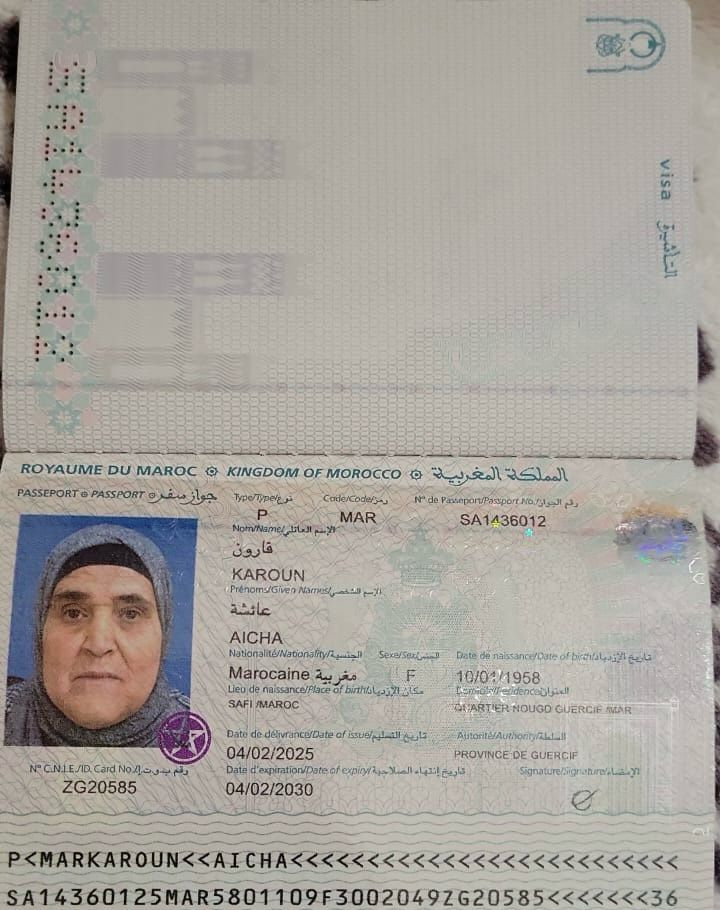 visa التأشيرة
SA1436012
ROYAUME DU MAROC KINGDOM OF MOROCCO المملكة المغربية
PASSEPORT PASSPORT جواز سفر Type/Type/نوع Code/Code/رمز N° de Passeport/Passport No./رقم الجواز
P MAR SA1436012
Nom/Name/الإسم العائلي
قارون
KAROUN
Prénoms/Given Names/الإسم الشخصي
عائشة
AICHA
Nationalité/Nationality/الجنسية Sexe/Sex/الجنس Date de naissance/Date of birth/تاريخ الإزدياد
Marocaine مغربية F 10/01/1958
Lieu de naissance/Place of birth/مكان الإزدياد Domicile/Residence/العنوان
SAFI /MAROC QUARTIER NOUGD GUERCIF /MAR
Date de délivrance/Date of issue/تاريخ التسليم Autorité/Authority/السلطة
04/02/2025 PROVINCE DE GUERCIF
N° C.N.I.E./ID. Card No./رقم ب.و.ت.إ Date d'expiration/Date of expiry/تاريخ إنتهاء الصلاحية Signature/Signature/الإمضاء
ZG20585 04/02/2030
P<MARKAROUN<<AICHA<<<<<<<<<<<<<<<<<<<<<<<<<<
SA14360125MAR5801109F3002049ZG20585<<<<<<<36